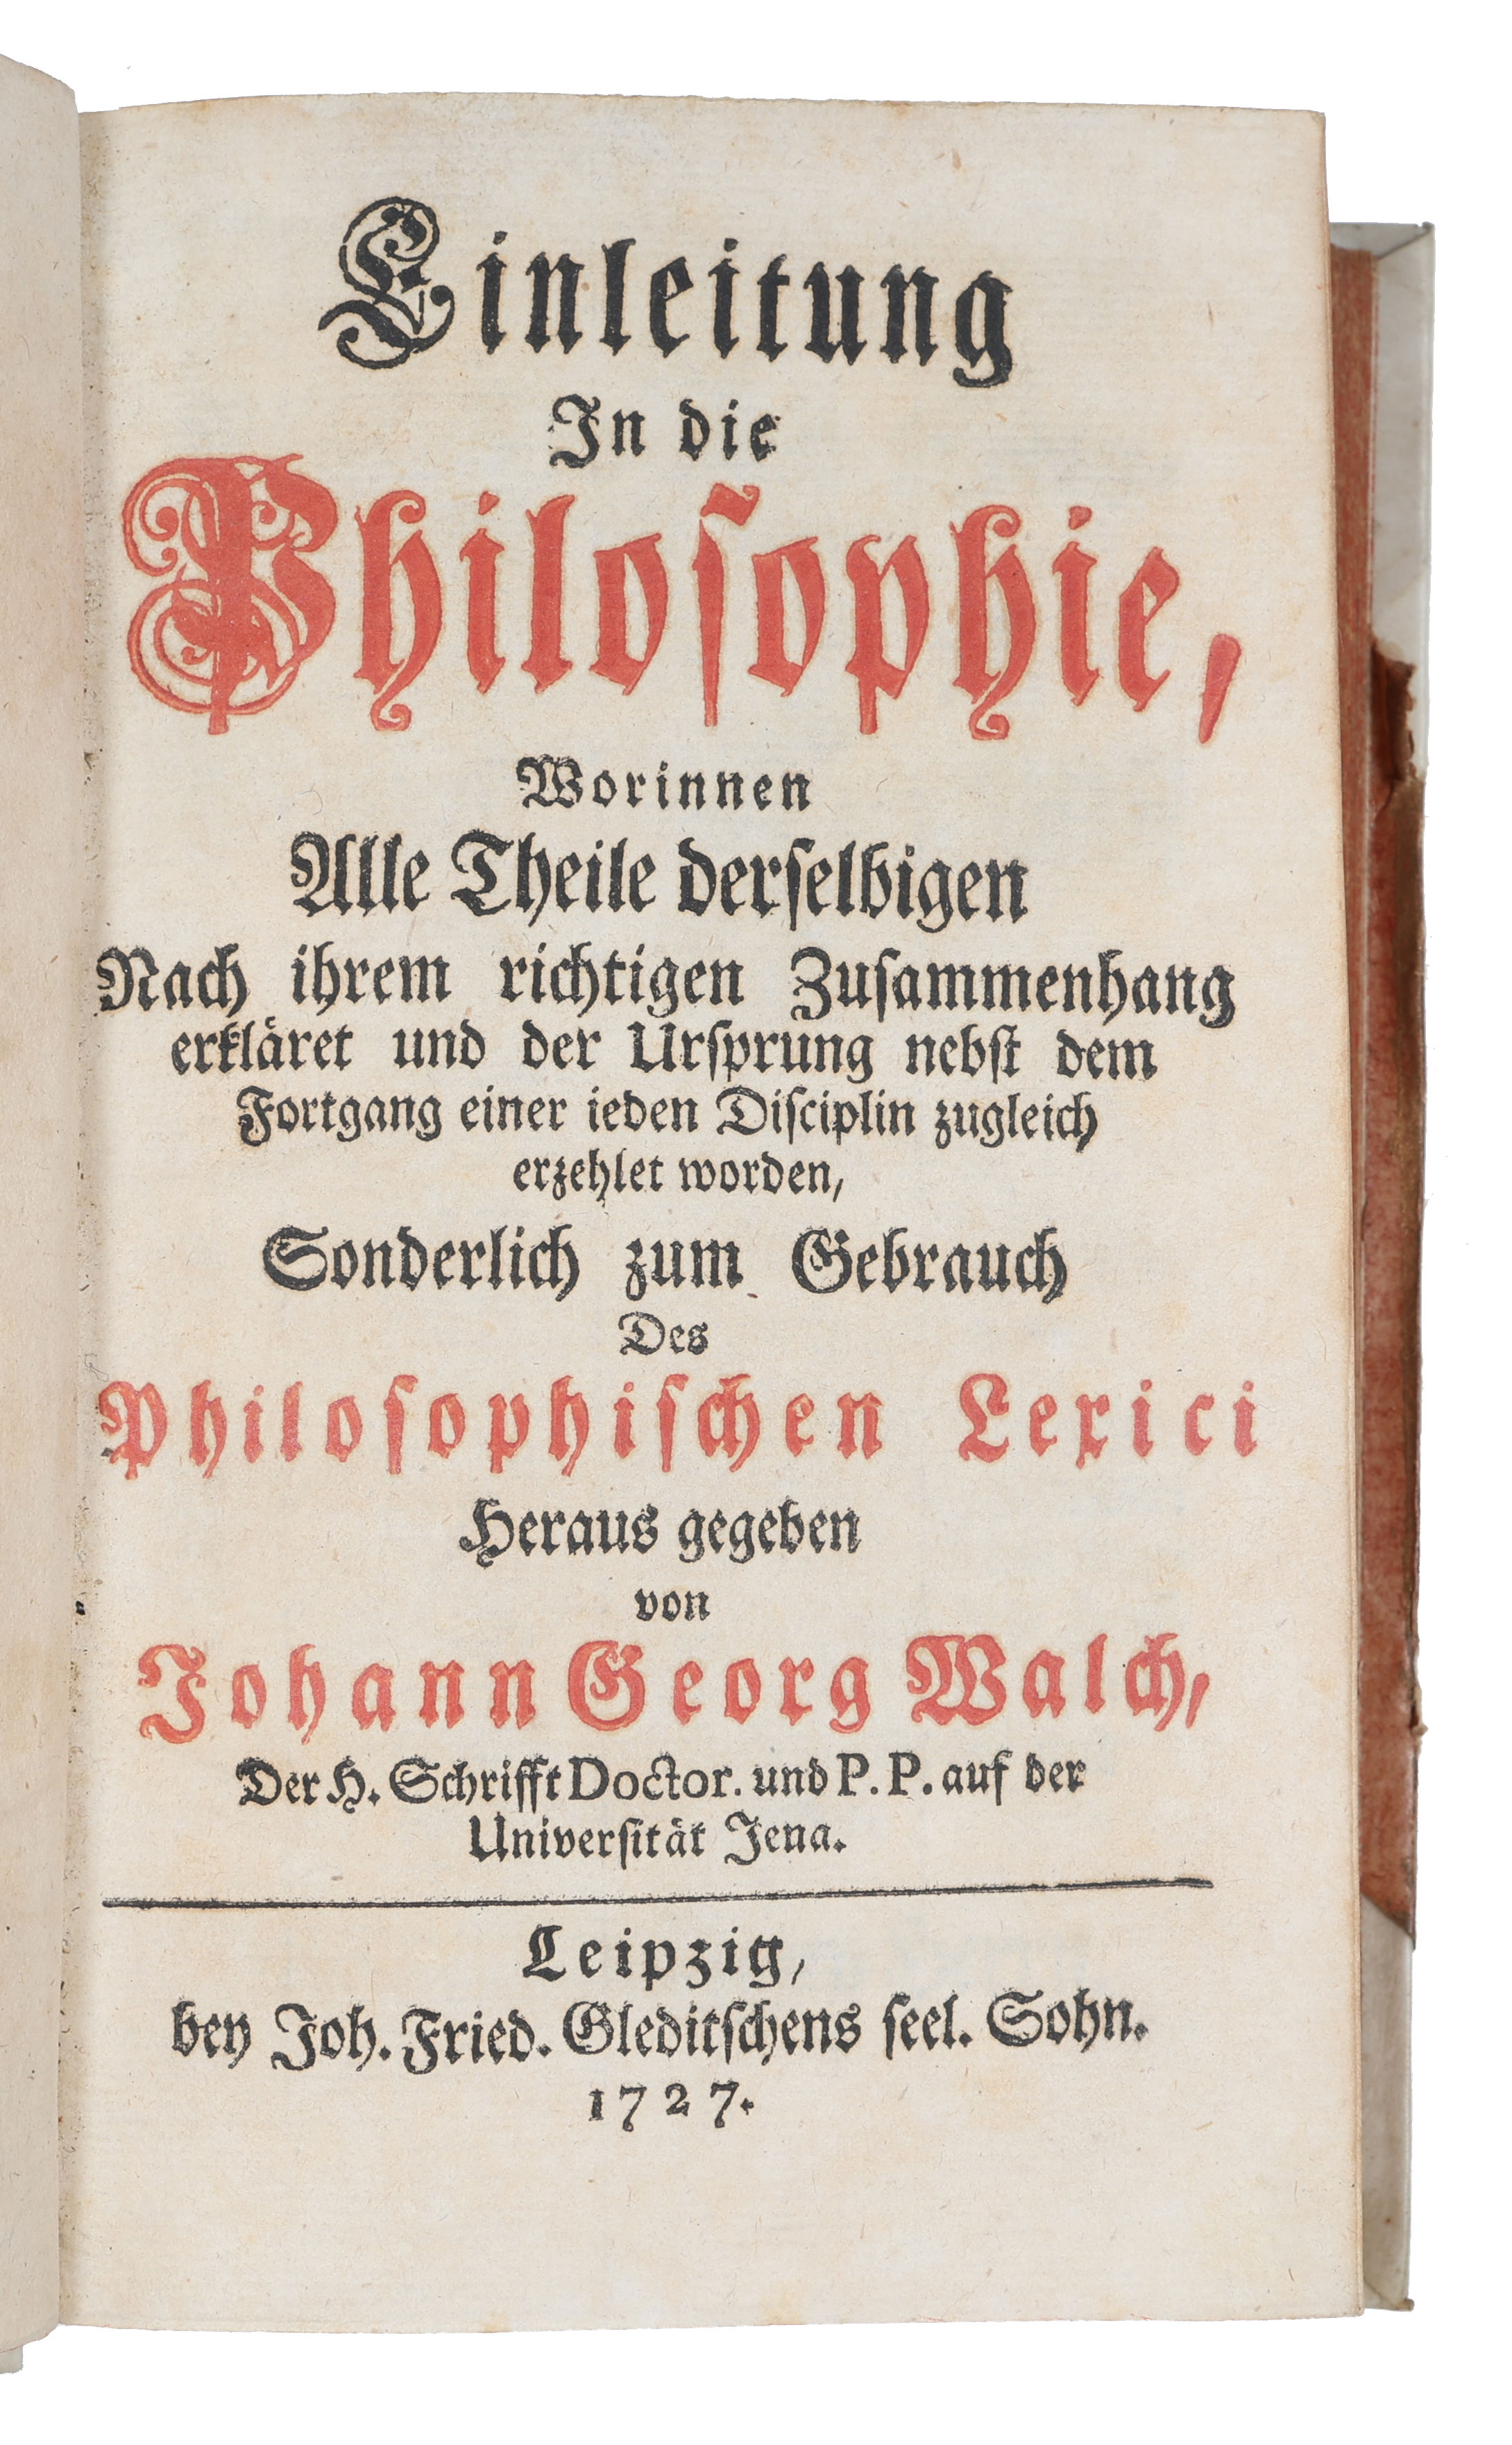 Einleitung
In die
Philoſophie,
Worinnen
Alle Theile derſelbigen
Nach ihrem richtigen Zuſammenhang
erkläret und der Urſprung nebſt dem
Fortgang einer ieden Diſciplin zugleich
erzehlet worden,
Sonderlich zum Gebrauch
Des
Philoſophiſchen Lexici
Heraus gegeben
von
Johann Georg Walch,
Der H. Schrifft Doctor. und P. P. auf der
Univerſität Jena.
Leipzig,
bey Joh. Fried. Gleditſchens ſeel. Sohn.
1727.